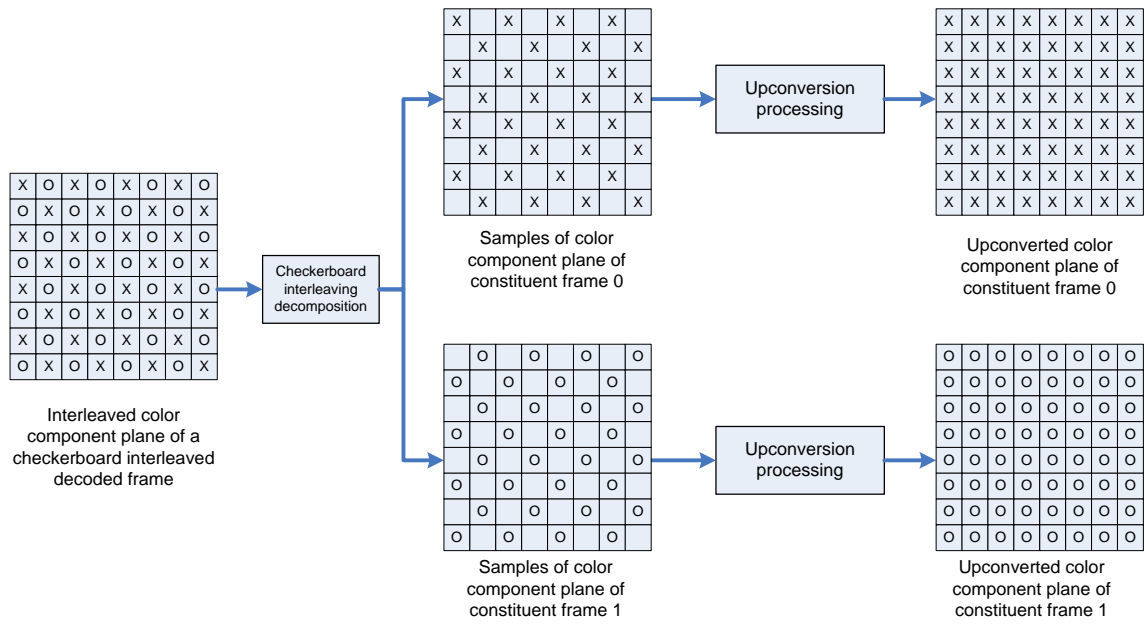 X O X O X O X O
O X O X O X O X
X O X O X O X O
O X O X O X O X
X O X O X O X O
O X O X O X O X
X O X O X O X O
O X O X O X O X
Interleaved color
component plane of a
checkerboard interleaved
decoded frame
Checkerboard
interleaving
decomposition
X X X X
X X X X
X X X X
X X X X
X X X X
X X X X
X X X X
X X X X
Samples of color
component plane of
constituent frame 0
Upconversion
processing
X X X X X X X X
X X X X X X X X
X X X X X X X X
X X X X X X X X
X X X X X X X X
X X X X X X X X
X X X X X X X X
X X X X X X X X
Upconverted color
component plane of
constituent frame 0
O O O O
O O O O
O O O O
O O O O
O O O O
O O O O
O O O O
O O O O
Samples of color
component plane of
constituent frame 1
Upconversion
processing
O O O O O O O O
O O O O O O O O
O O O O O O O O
O O O O O O O O
O O O O O O O O
O O O O O O O O
O O O O O O O O
O O O O O O O O
Upconverted color
component plane of
constituent frame 1